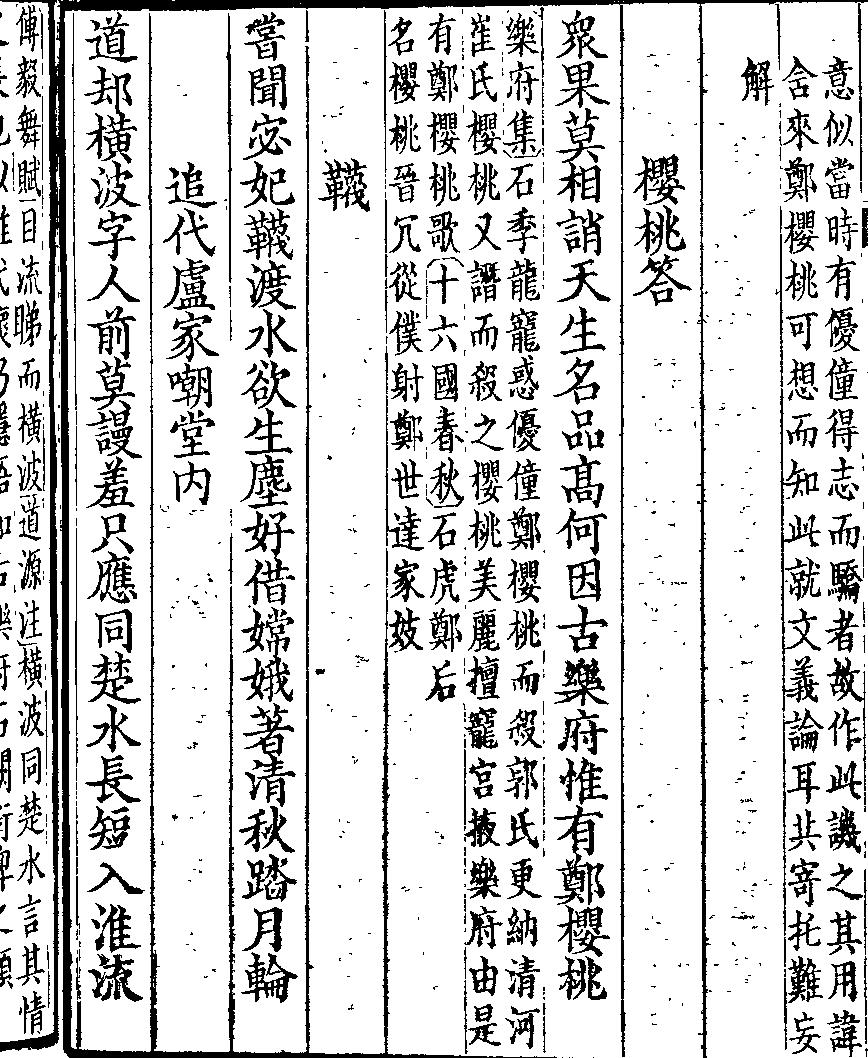 意似當時有優僮得志而驕者故作此譏之其用諱
含來鄭櫻桃可想而知此就文義論耳共寄托難妄
解
櫻桃答
衆果莫相誚天生名品髙何因古樂府惟有鄭櫻桃
樂府集石季龍寵惑優僮鄭櫻桃而殺郭氏更納清河
崔氏櫻桃又譖而殺之櫻桃美麗擅寵宮掖樂府由是
有鄭櫻桃歌十六國春秋石虎鄭后
名櫻桃晉冗從僕射鄭世達家妓
韈
嘗聞宓妃韈渡水欲生塵好借嫦娥著清秋踏月輪
追代盧家嘲堂内
道却橫波字人前莫謾羞只應同楚水長短入淮流
傅毅舞賦目流睇而橫波道源注橫波同楚水言其情